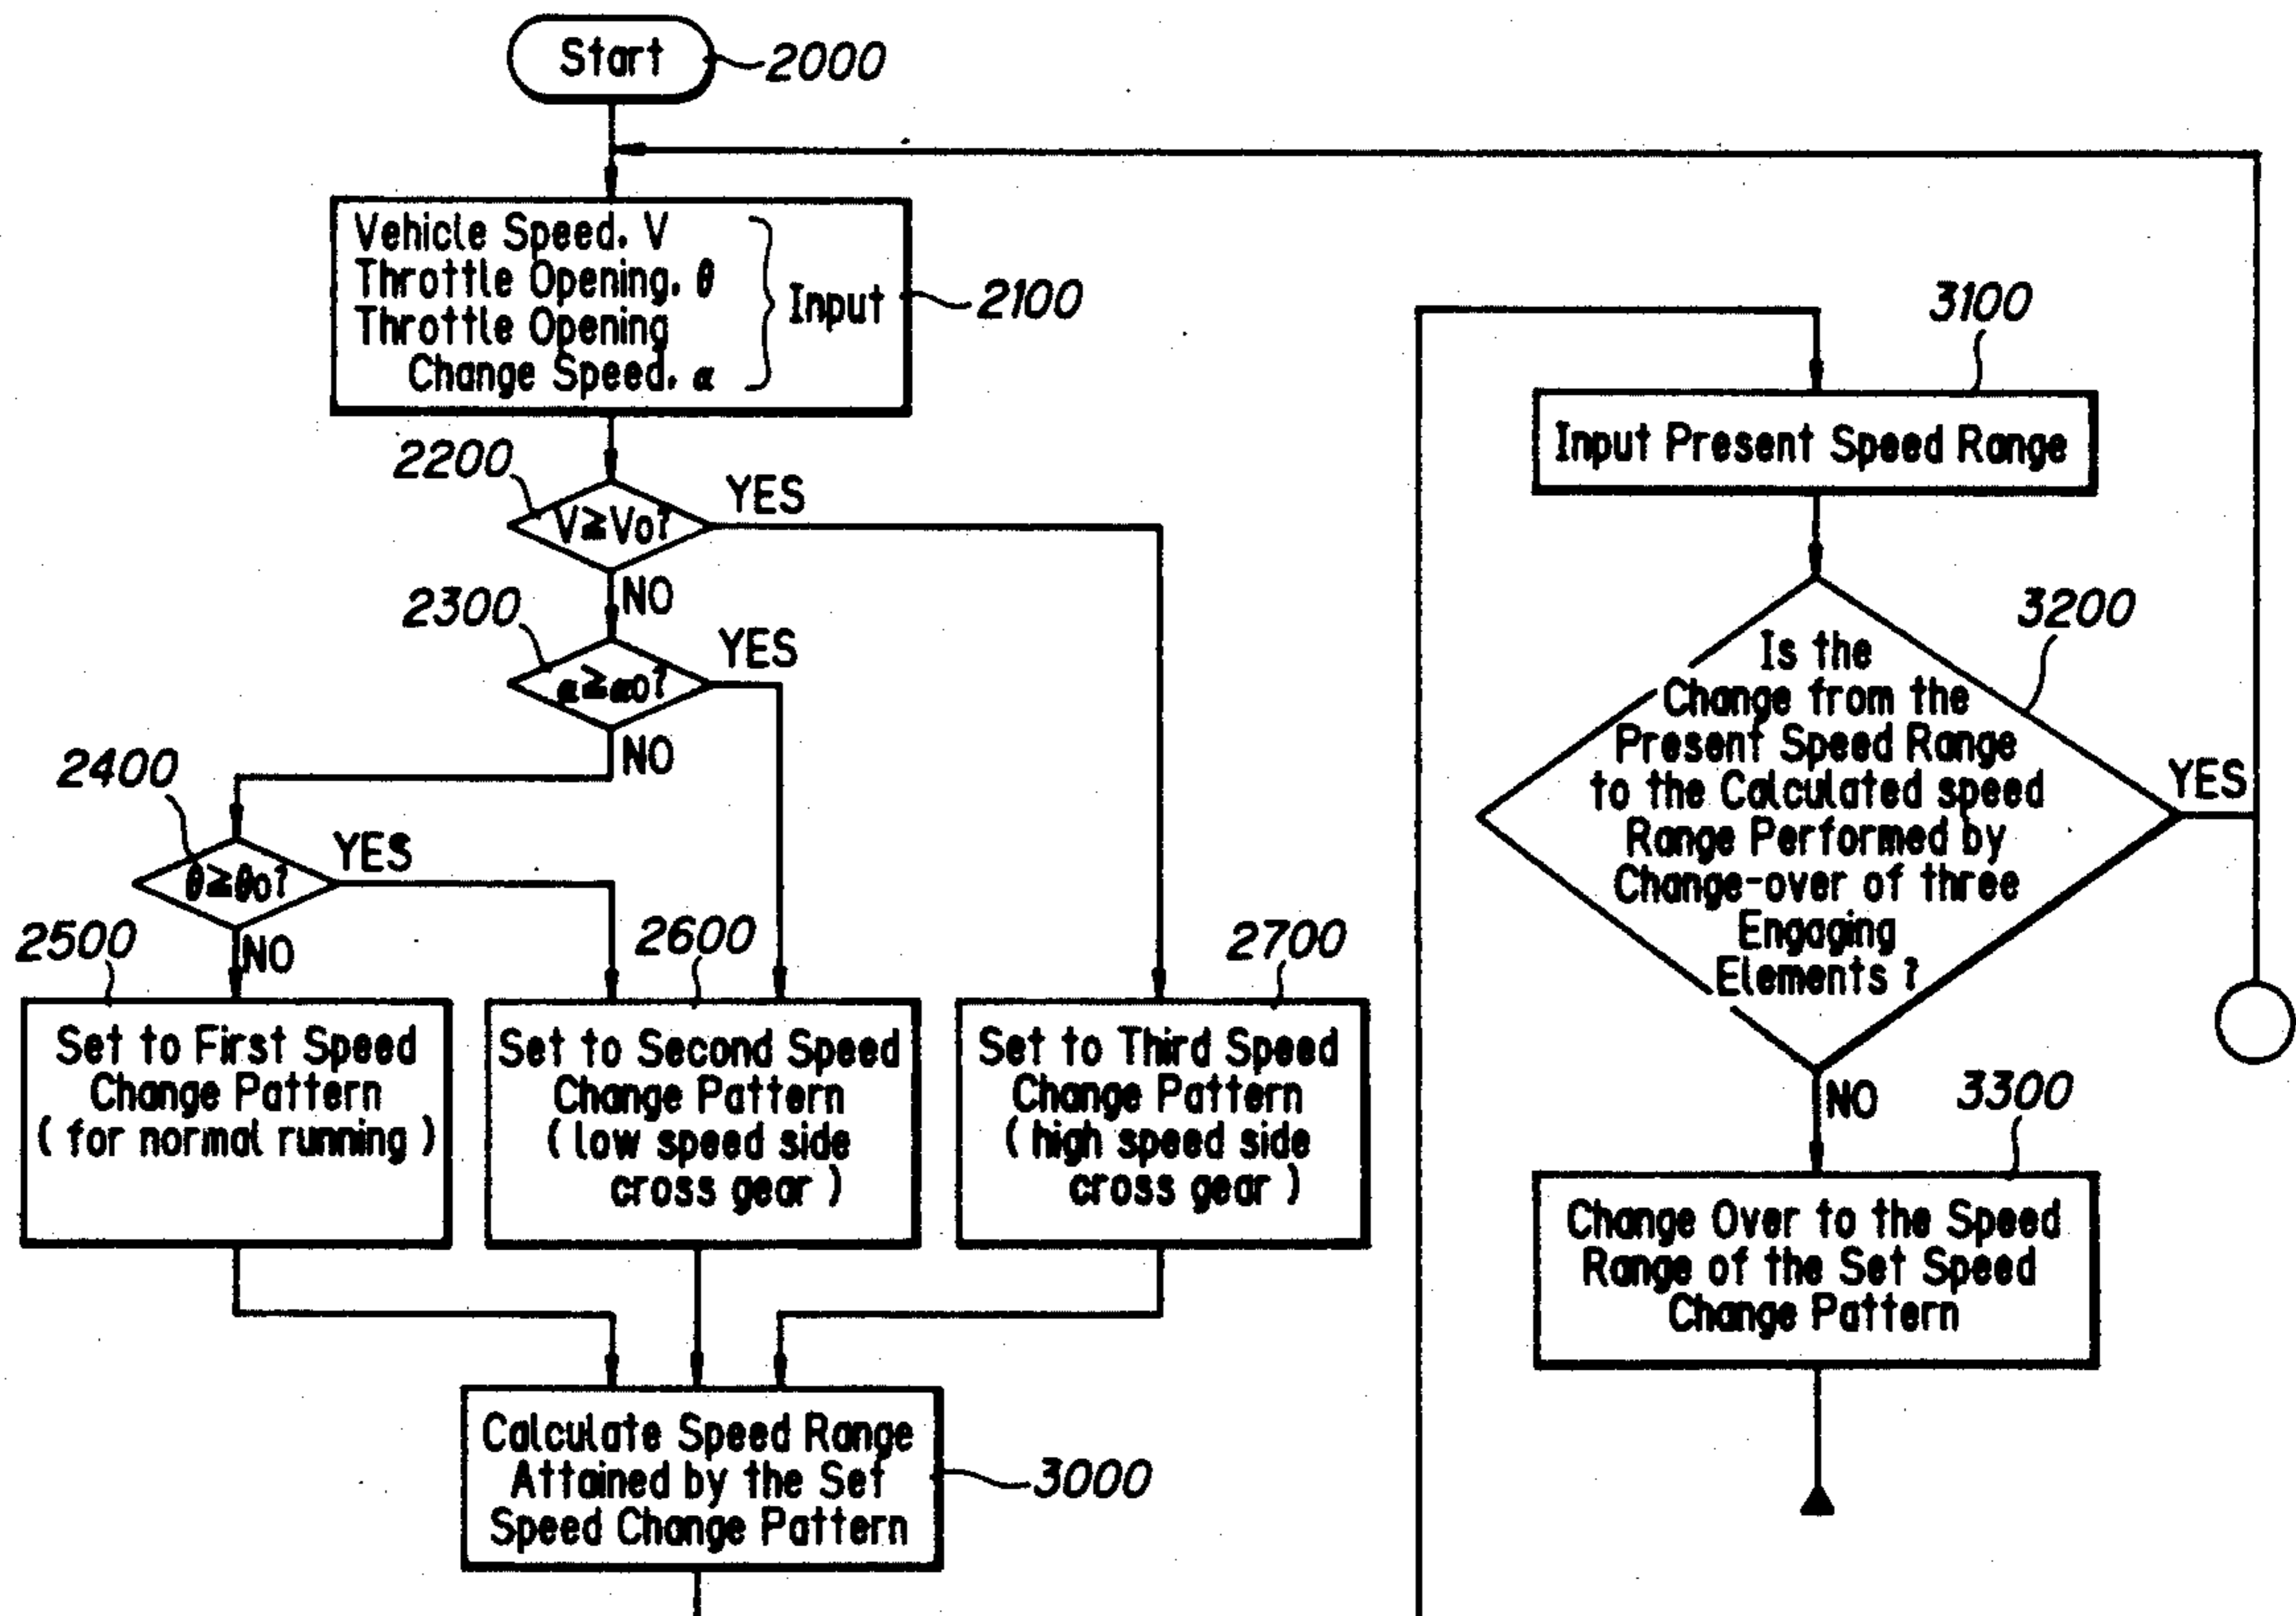 Start
2000
Vehicle Speed. V
Throttle Opening. θ
Throttle Opening
Change Speed. α
Input
2100
2200
V≧Vo?
YES
NO
2300
α≧αo?
YES
NO
2400
θ≧θo?
YES
NO
2500
Set to First Speed
Change Pattern
( for normal running )
2600
Set to Second Speed
Change Pattern
( low speed side
cross gear )
2700
Set to Third Speed
Change Pattern
( high speed side
cross gear )
Calculate Speed Range
Attained by the Set
Speed Change Pattern
3000
3100
Input Present Speed Range
3200
Is the
Change from the
Present Speed Range
to the Calculated speed
Range Performed by
Change-over of three
Engaging
Elements ?
YES
NO
3300
Change Over to the Speed
Range of the Set Speed
Change Pattern